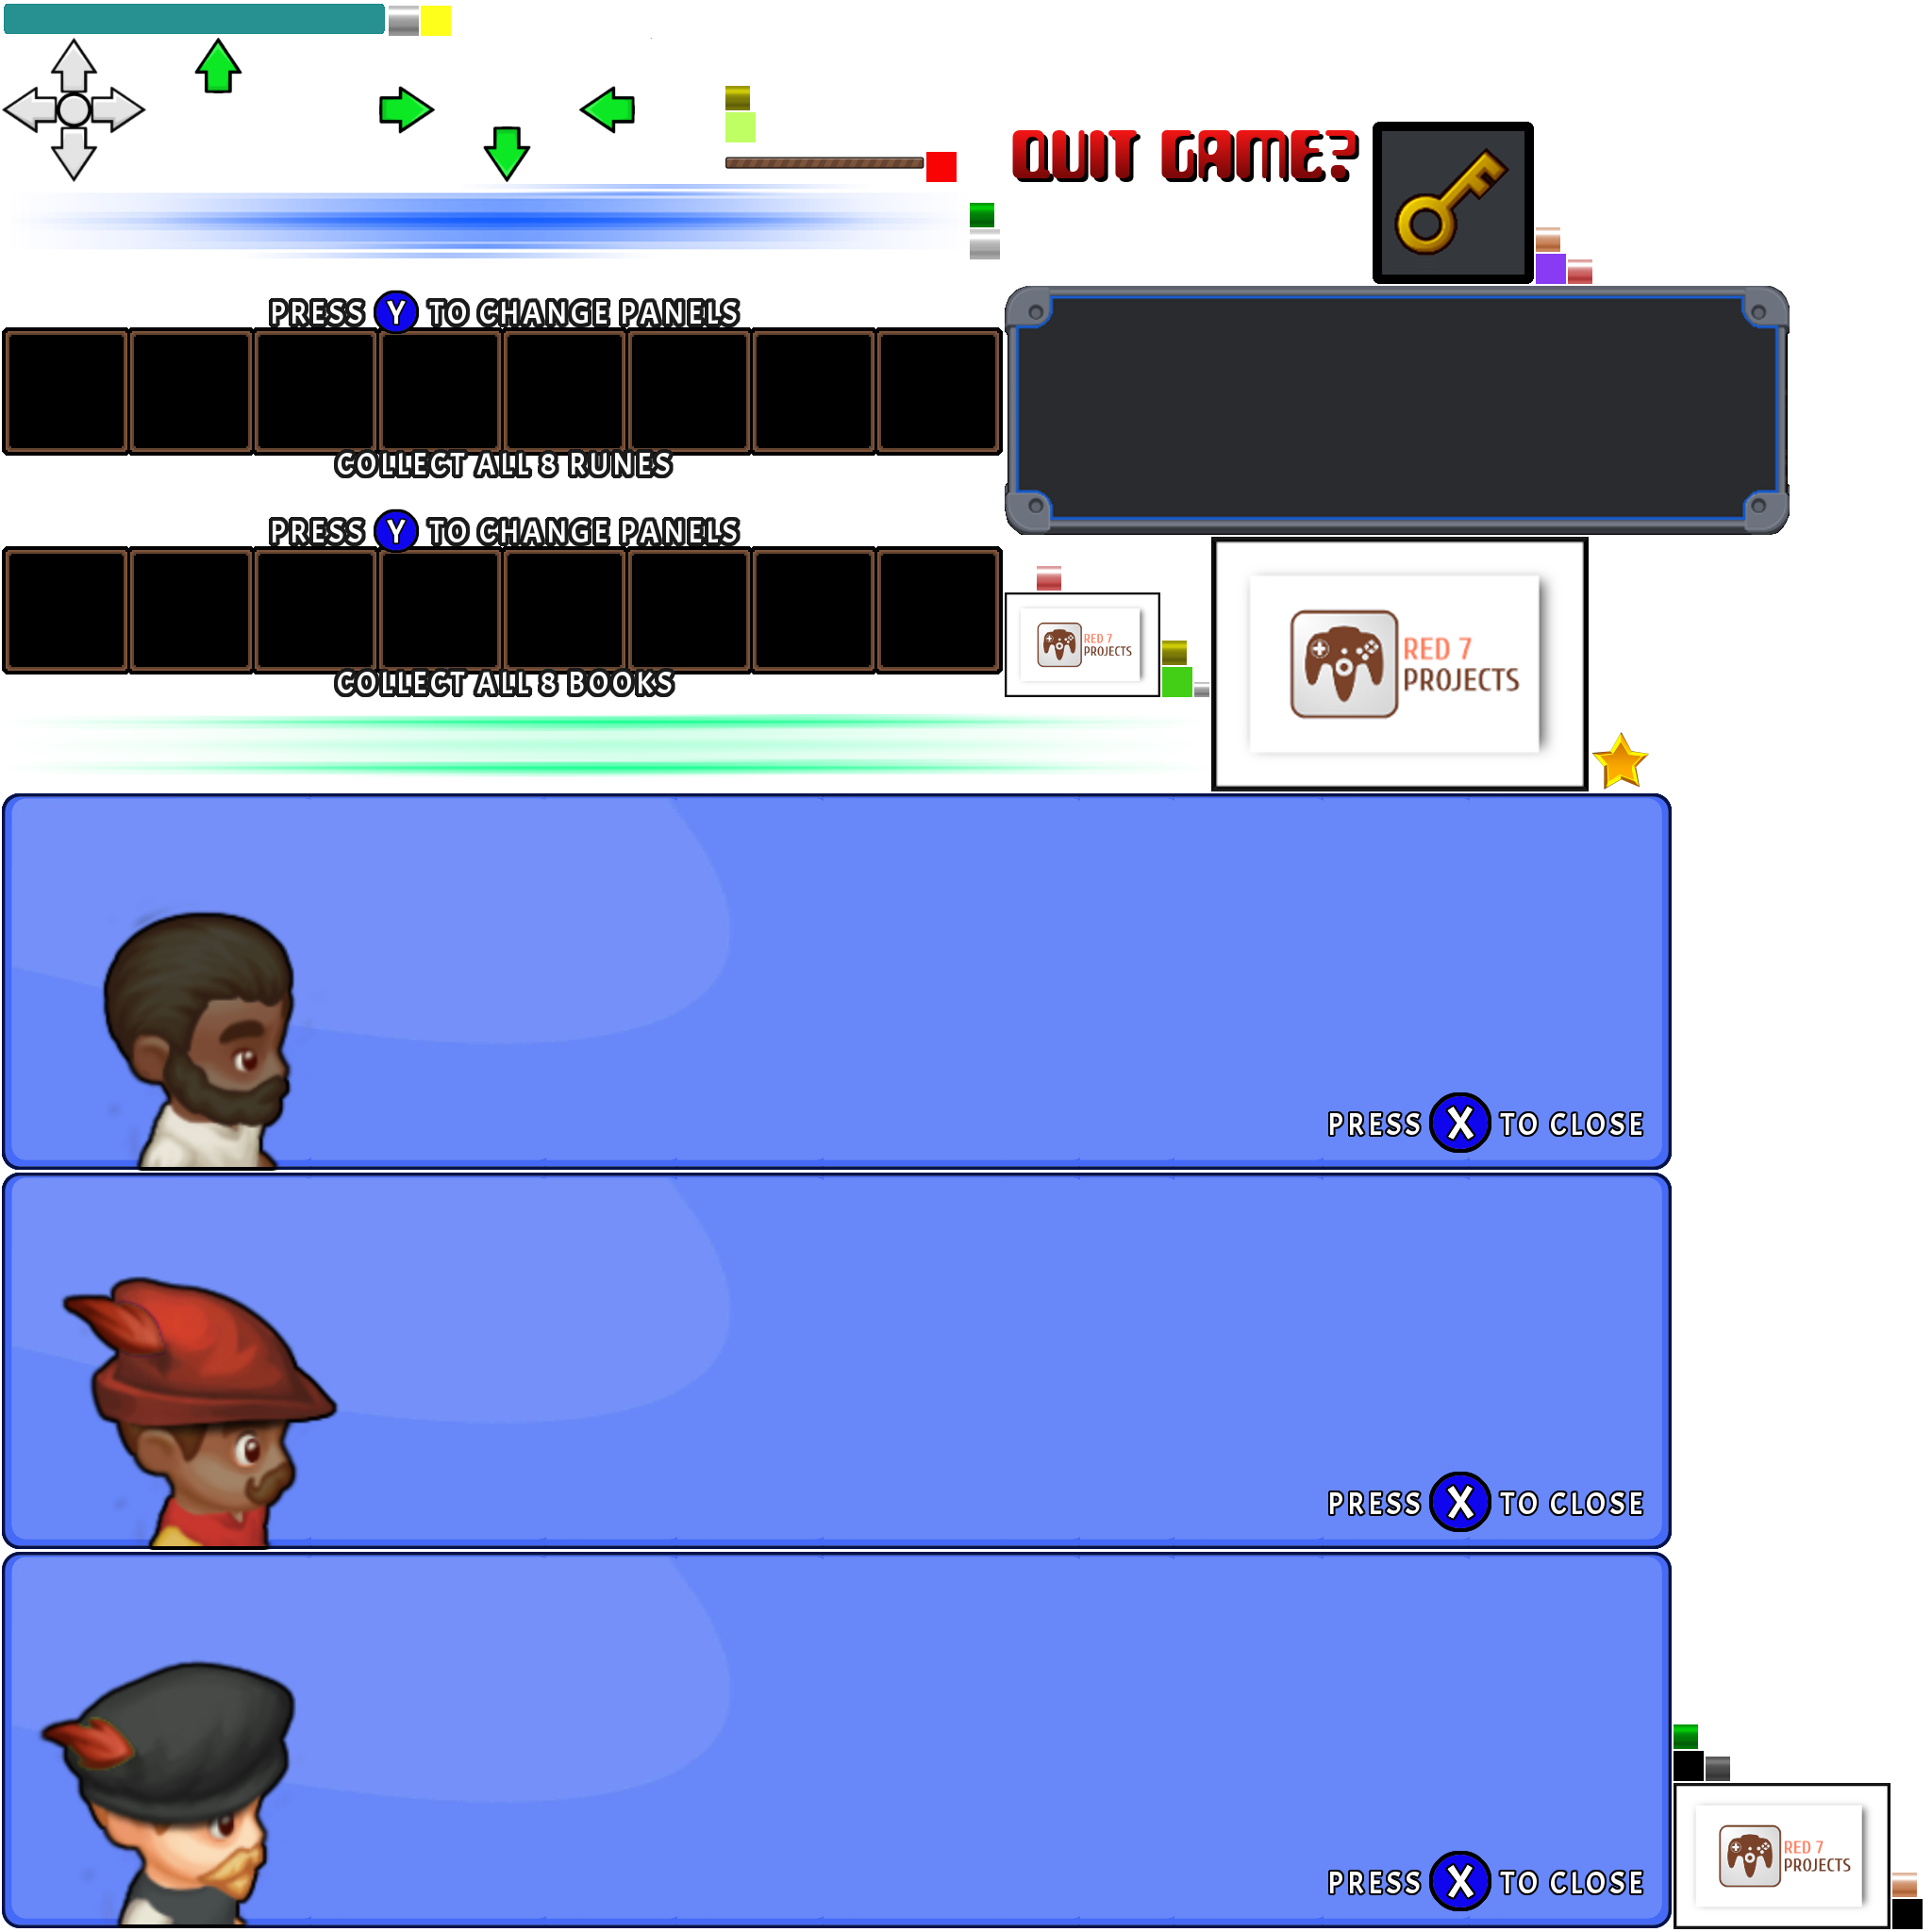 QUIT GAME?
PRESS Y TO CHANGE PANELS
COLLECT ALL 8 RUNES
PRESS Y TO CHANGE PANELS
COLLECT ALL 8 BOOKS
RED 7
PROJECTS
RED 7
PROJECTS
PRESS X TO CLOSE
PRESS X TO CLOSE
PRESS X TO CLOSE
RED 7
PROJECTS